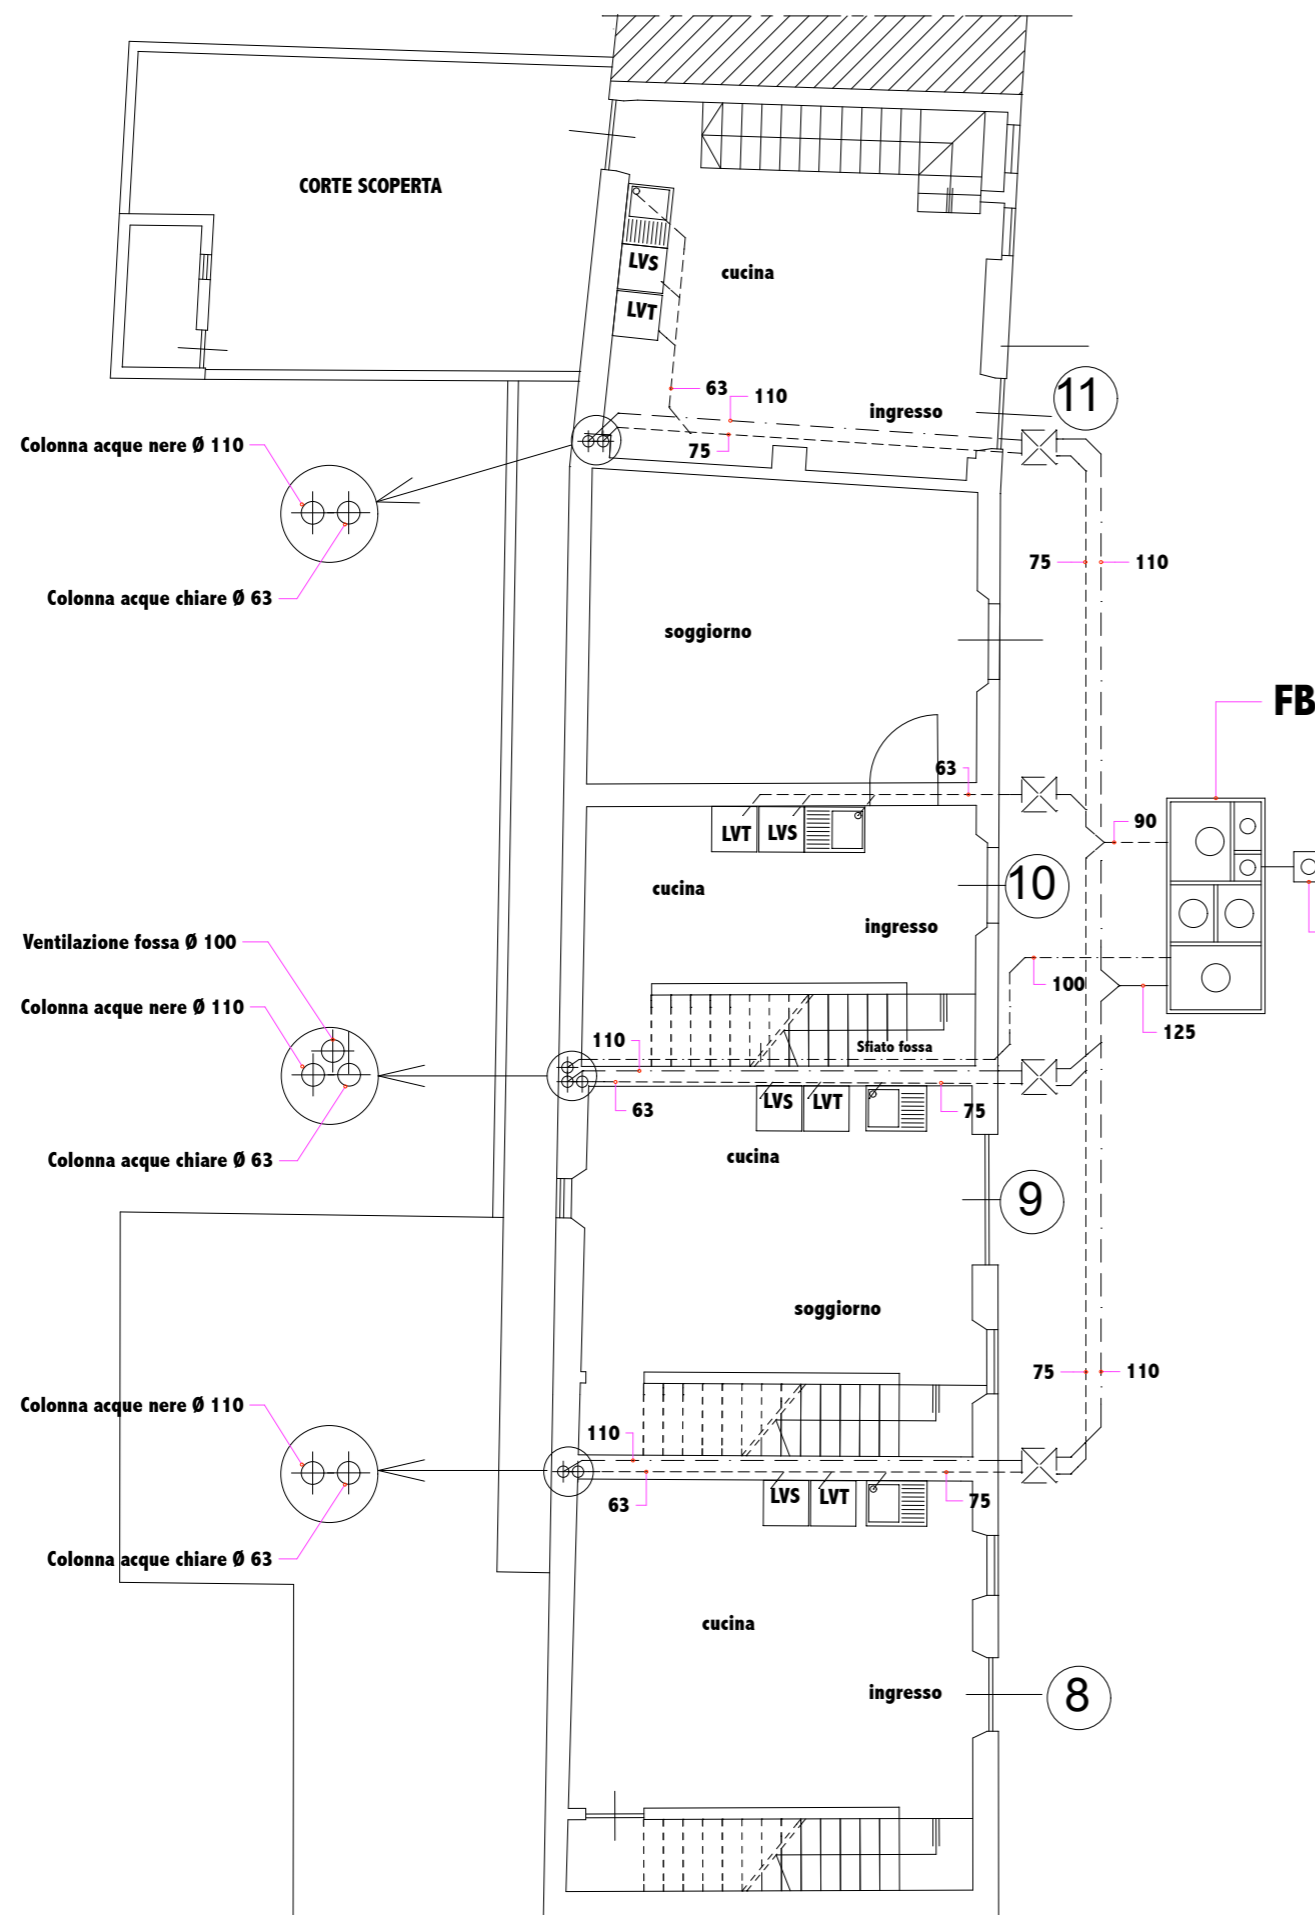 CORTE SCOPERTA
LVS
cucina
LVT
63
110
ingresso
11
Colonna acque nere Ø 110
75
75
110
Colonna acque chiare Ø 63
soggiorno
FB
63
90
LVT
LVS
cucina
10
ingresso
Ventilazione fossa Ø 100
100
Colonna acque nere Ø 110
125
110
Sfiato fossa
63
LVS
LVT
75
cucina
Colonna acque chiare Ø 63
9
soggiorno
75
110
Colonna acque nere Ø 110
110
63
LVS
LVT
75
Colonna acque chiare Ø 63
cucina
ingresso
8